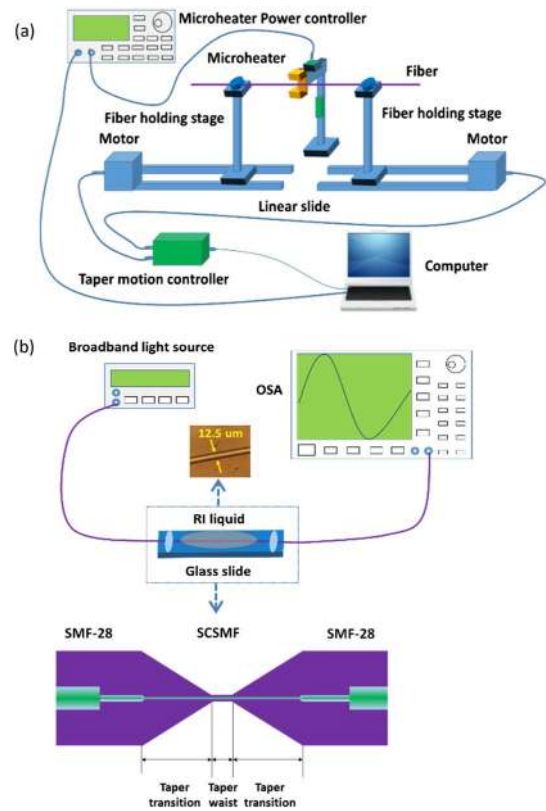 (a)
Microheater Power controller
Microheater
Fiber
Fiber holding stage
Fiber holding stage
Motor
Motor
Linear slide
Taper motion controller
Computer
(b)
Broadband light source
OSA
12.5 um
RI liquid
Glass slide
SMF-28
SCSMF
SMF-28
Taper
transition
Taper
waist
Taper
transition